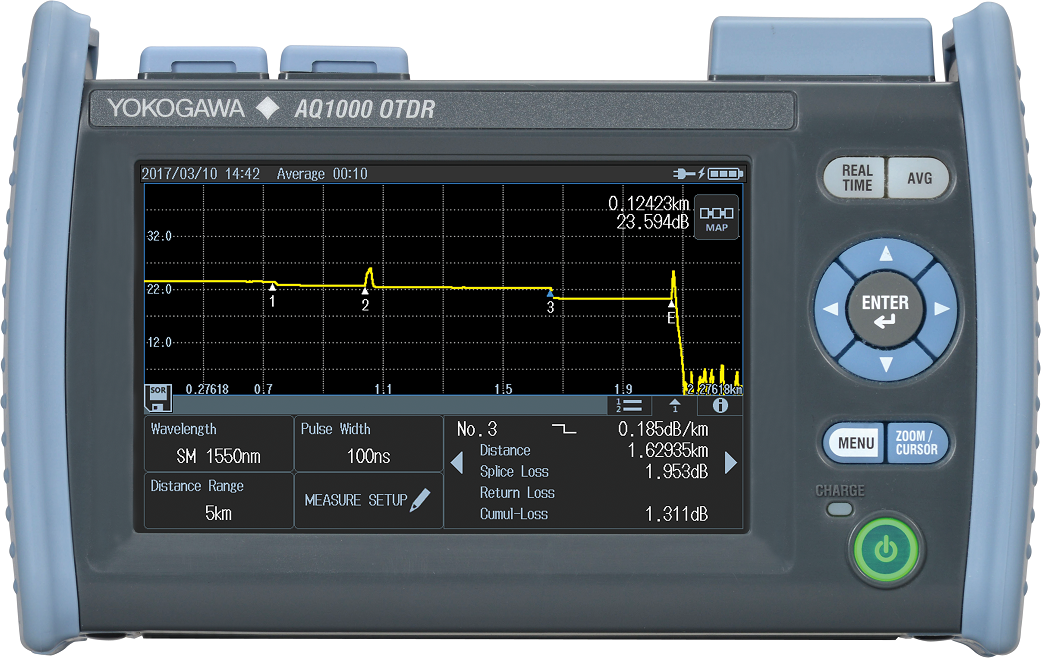 YOKOGAWA AQ1000 OTDR
2017/03/10 14:42 Average 00:10
0.12423km
23.594dB
MAP
32.0
22.0
12.0
1
2
3
E
SOR
0.27618 0.7 1.1 1.5 1.9 2.27618km
1
2
1
i
Wavelength
SM 1550nm
Pulse Width
100ns
Distance Range
5km
MEASURE SETUP
No.3 0.185dB/km
Distance 1.62935km
Splice Loss 1.953dB
Return Loss
Cumul-Loss 1.311dB
REAL
TIME
AVG
ENTER
MENU
ZOOM /
CURSOR
CHARGE